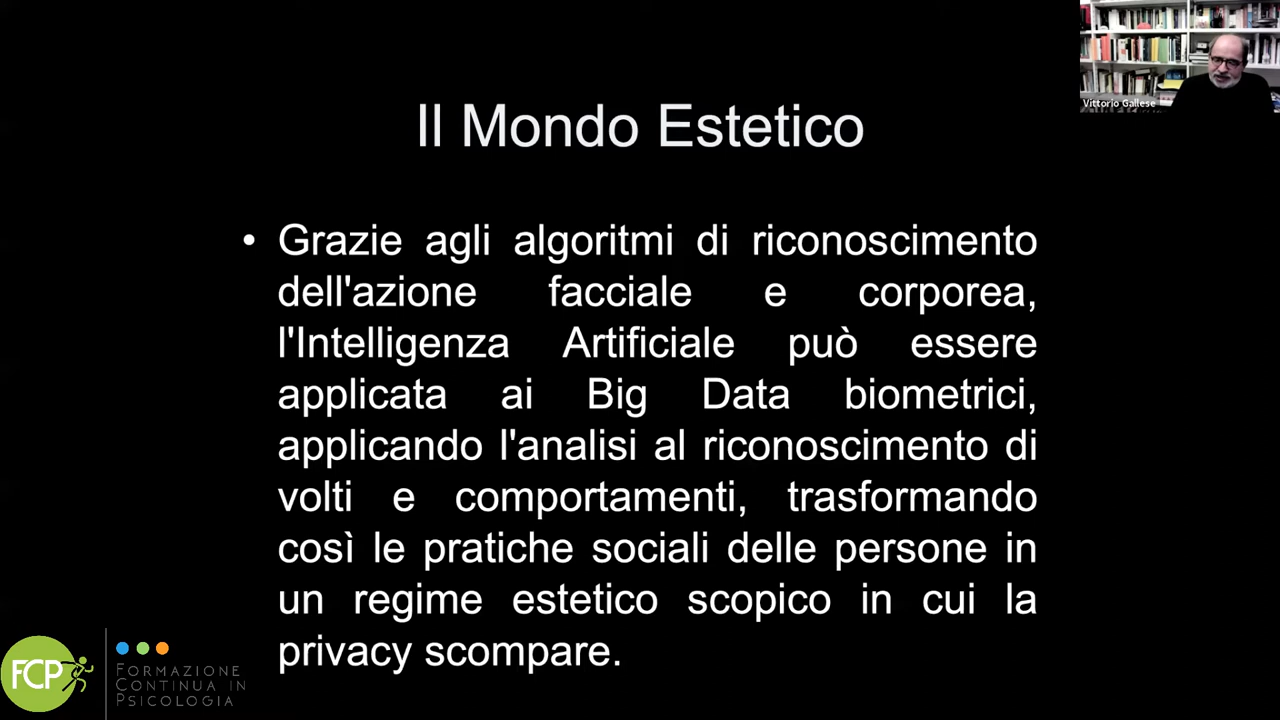 Vittorio Gallese
Il Mondo Estetico
• Grazie agli algoritmi di riconoscimento
dell'azione facciale e corporea,
l'Intelligenza Artificiale può essere
applicata ai Big Data biometrici,
applicando l'analisi al riconoscimento di
volti e comportamenti, trasformando
così le pratiche sociali delle persone in
un regime estetico scopico in cui la
privacy scompare.
FCP
FORMAZIONE
CONTINUA IN
PSICOLOGIA